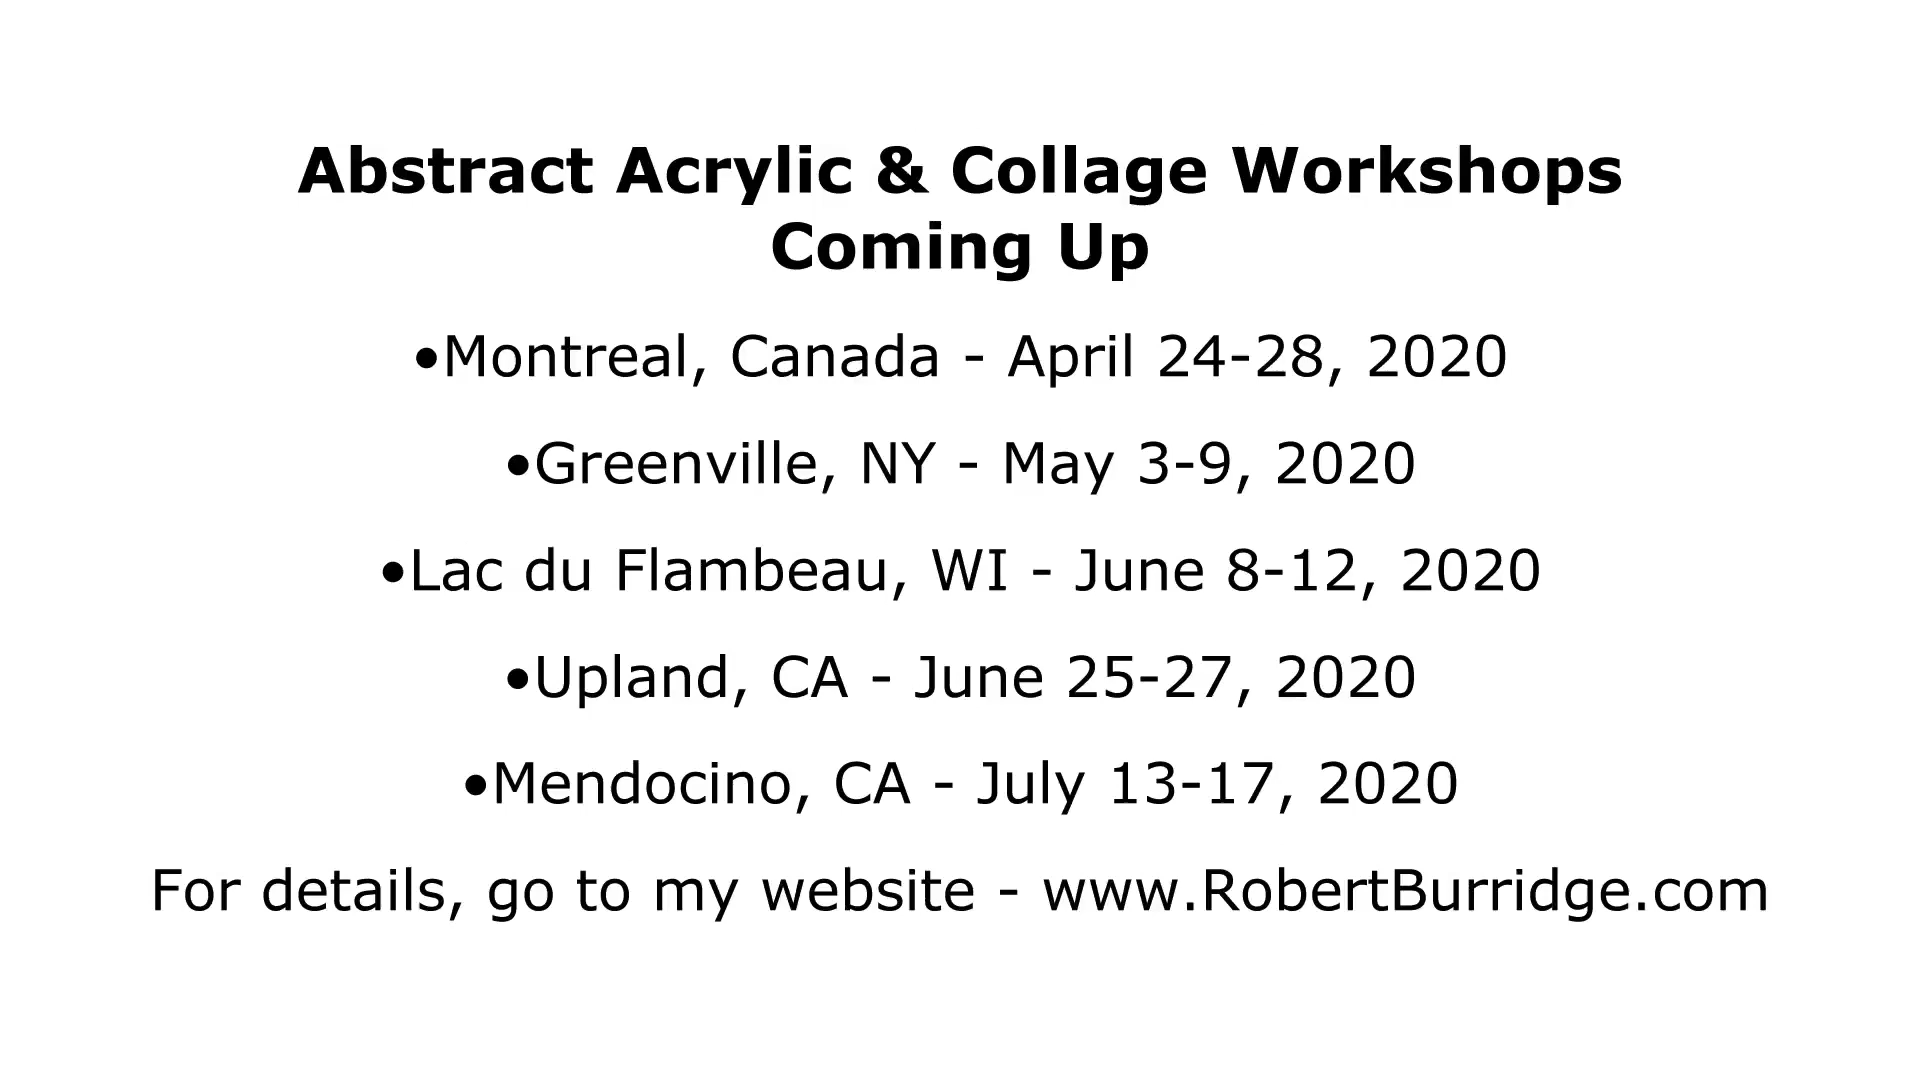 Abstract Acrylic & Collage Workshops
Coming Up
•Montreal, Canada - April 24-28, 2020
•Greenville, NY - May 3-9, 2020
•Lac du Flambeau, WI - June 8-12, 2020
•Upland, CA - June 25-27, 2020
•Mendocino, CA - July 13-17, 2020
For details, go to my website - www.RobertBurridge.com